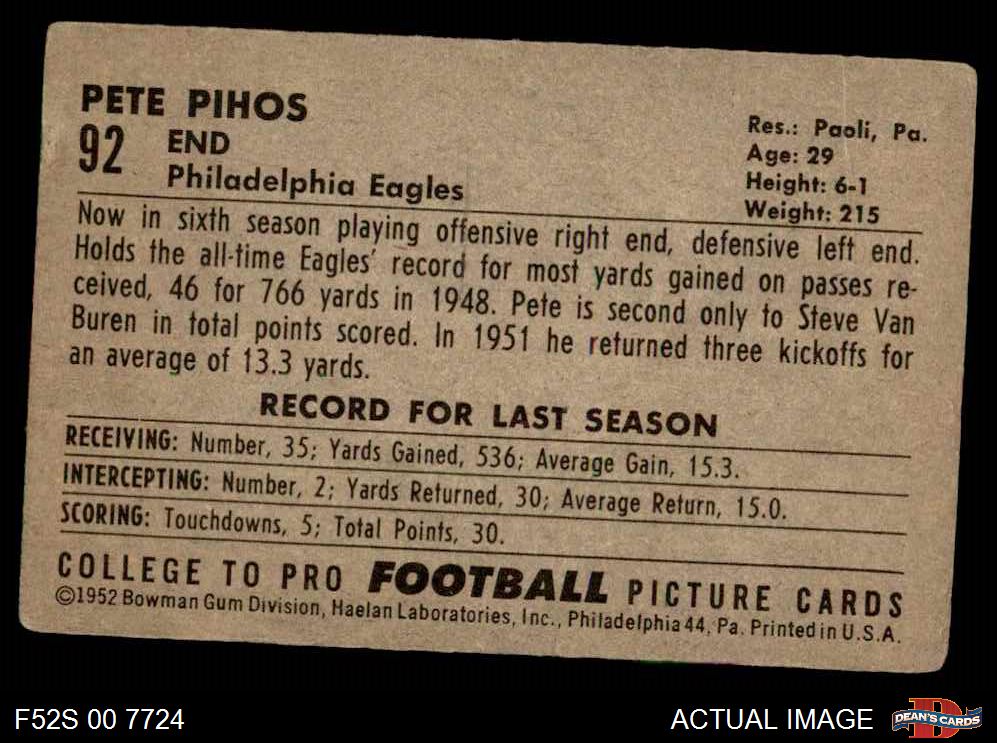 PETE PIHOS
92
END
Philadelphia Eagles
Res.: Paoli, Pa.
Age: 29
Height: 6-1
Weight: 215
Now in sixth season playing offensive right end, defensive left end.
Holds the all-time Eagles' record for most yards gained on passes re-
ceived, 46 for 766 yards in 1948. Pete is second only to Steve Van
Buren in total points scored. In 1951 he returned three kickoffs for
an average of 13.3 yards.
RECORD FOR LAST SEASON
RECEIVING: Number, 35; Yards Gained, 536; Average Gain, 15.3.
INTERCEPTING: Number, 2; Yards Returned, 30; Average Return, 15.0.
SCORING: Touchdowns, 5; Total Points, 30.
COLLEGE TO PRO FOOTBALL PICTURE CARDS
©1952 Bowman Gum Division, Haelan Laboratories, Inc., Philadelphia 44, Pa. Printed in U.S.A.
F52S 00 7724
ACTUAL IMAGE
D
DEAN'S CARDS